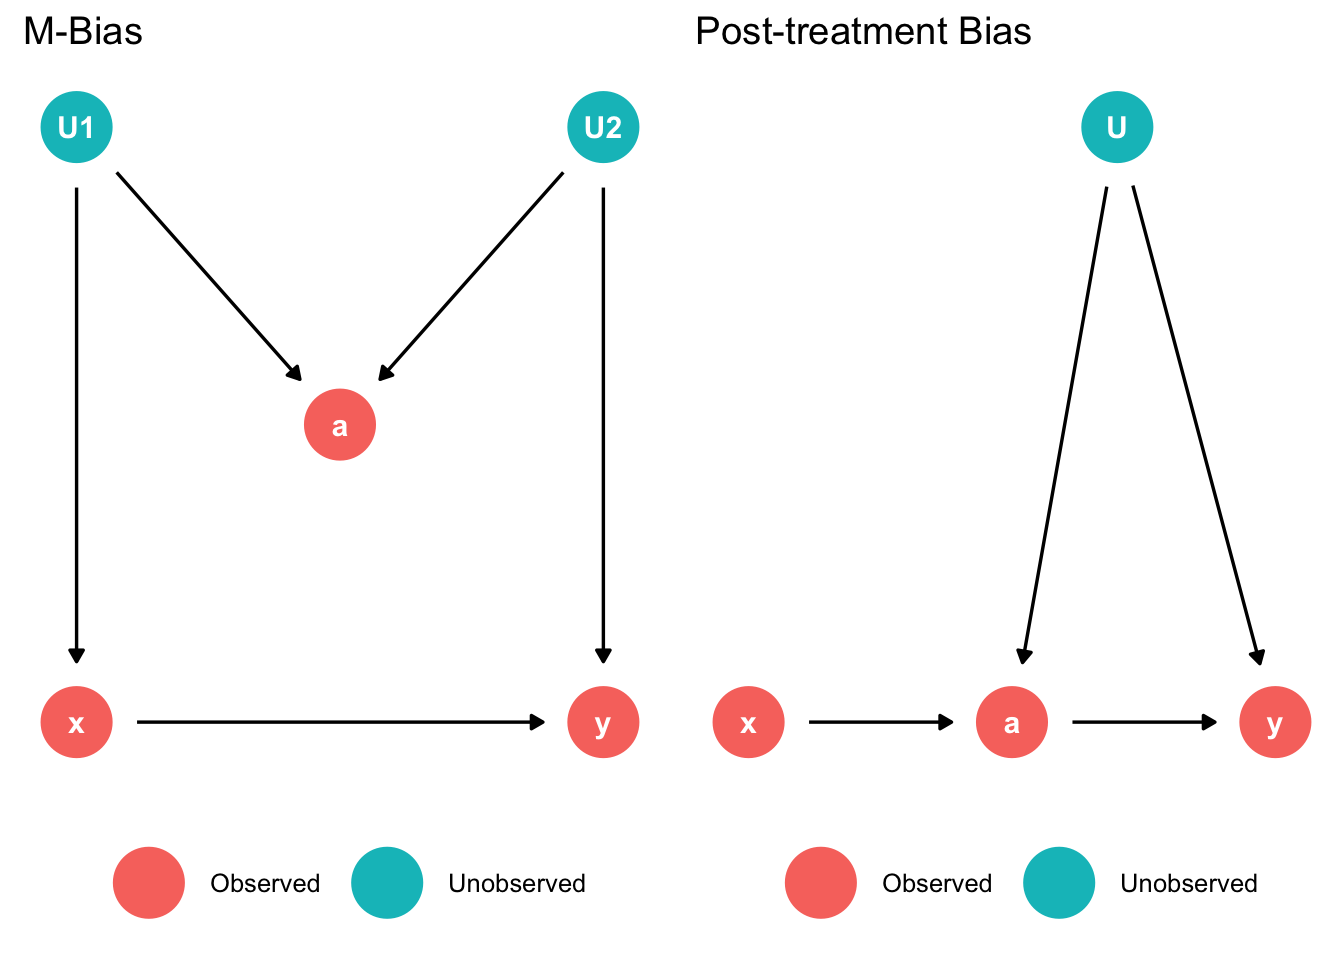 M-Bias
U1
U2
a
x
y
Observed
Unobserved
Post-treatment Bias
U
x
a
y
Observed
Unobserved